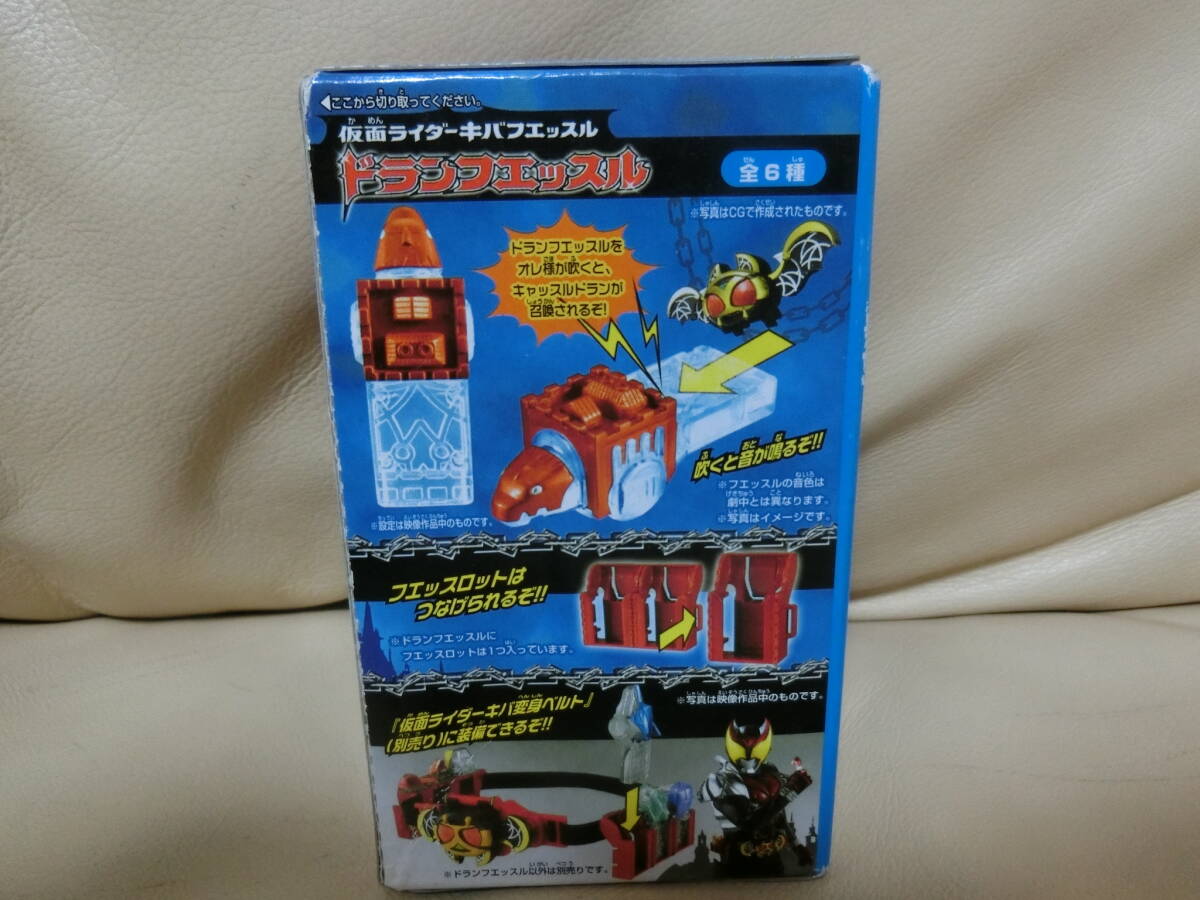 ◀ここから切り取ってください。
仮面ライダーキバフエッスル
ドランフエッスル
全6種
※写真はCGで作成されたものです。
ドランフエッスルを
オレ様が吹くと、
キャッスルドランが
召喚されるぞ!
吹くと音が鳴るぞ!!
※フエッスルの音色は
劇中とは異なります。
※写真はイメージです。
※設定は映像作品中のものです。
フエッスロットは
つなげられるぞ!!
※ドランフエッスルに
フエッスロットは1つ入っています。
『仮面ライダーキバ変身ベルト』
(別売り)に装備できるぞ!!
※写真は映像作品中のものです。
※ドランフエッスル以外は別売りです。